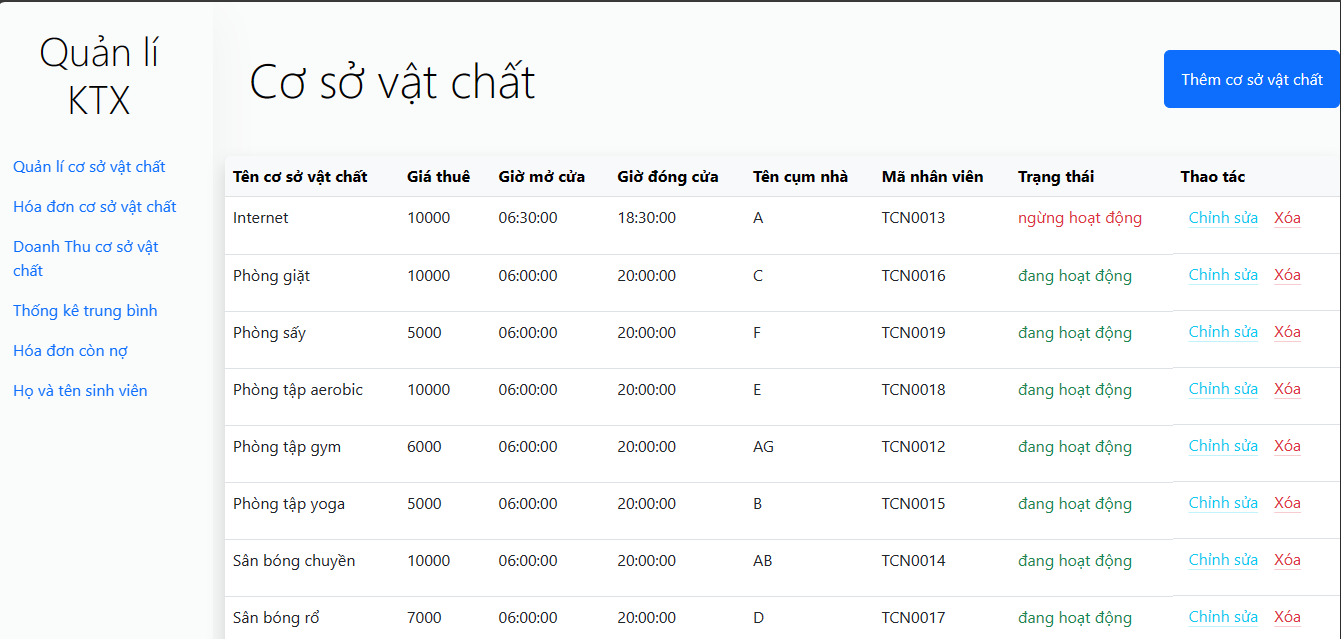 Quản lí
KTX
Quản lí cơ sở vật chất
Hóa đơn cơ sở vật chất
Doanh Thu cơ sở vật
chất
Thống kê trung bình
Hóa đơn còn nợ
Họ và tên sinh viên
Cơ sở vật chất
Thêm cơ sở vật chất
Tên cơ sở vật chất Giá thuê Giờ mở cửa Giờ đóng cửa Tên cụm nhà Mã nhân viên Trạng thái Thao tác
Internet 10000 06:30:00 18:30:00 A TCN0013 ngừng hoạt động Chỉnh sửa Xóa
Phòng giặt 10000 06:00:00 20:00:00 C TCN0016 đang hoạt động Chỉnh sửa Xóa
Phòng sấy 5000 06:00:00 20:00:00 F TCN0019 đang hoạt động Chỉnh sửa Xóa
Phòng tập aerobic 10000 06:00:00 20:00:00 E TCN0018 đang hoạt động Chỉnh sửa Xóa
Phòng tập gym 6000 06:00:00 20:00:00 AG TCN0012 đang hoạt động Chỉnh sửa Xóa
Phòng tập yoga 5000 06:00:00 20:00:00 B TCN0015 đang hoạt động Chỉnh sửa Xóa
Sân bóng chuyền 10000 06:00:00 20:00:00 AB TCN0014 đang hoạt động Chỉnh sửa Xóa
Sân bóng rổ 7000 06:00:00 20:00:00 D TCN0017 đang hoạt động Chỉnh sửa Xóa